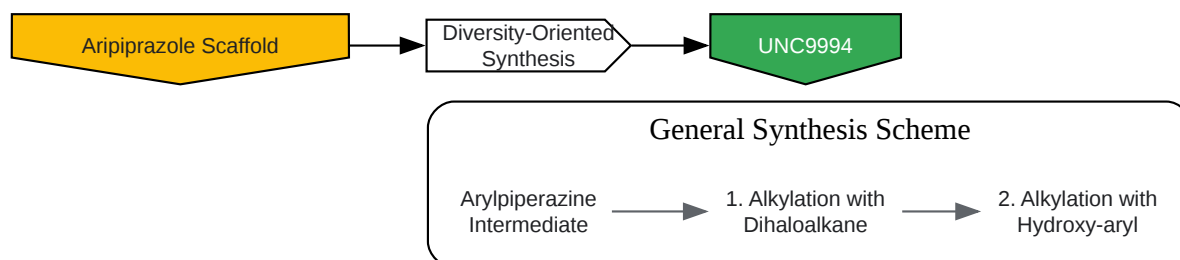 Aripiprazole Scaffold
Diversity-Oriented
Synthesis
UNC9994
General Synthesis Scheme
Arylpiperazine
Intermediate
1. Alkylation with
Dihaloalkane
2. Alkylation with
Hydroxy-aryl